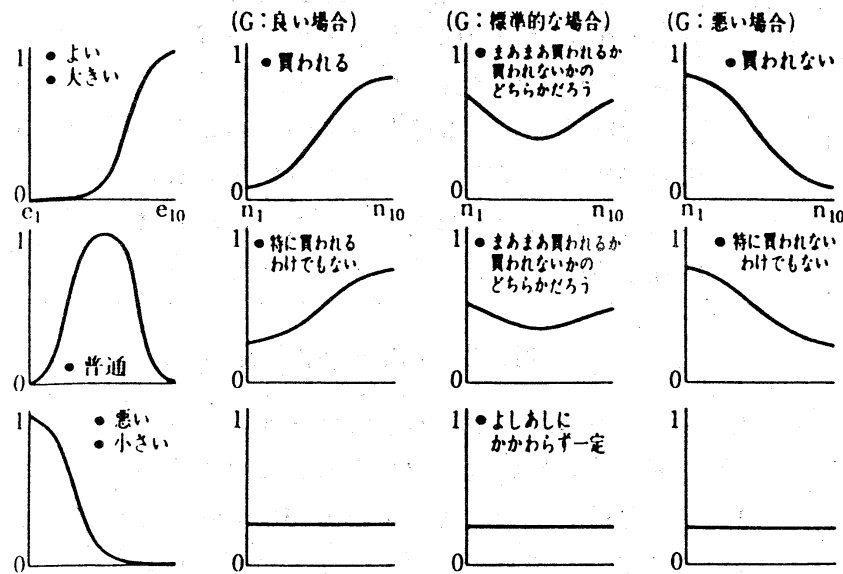 (G：良い場合)
(G：標準的な場合)
(G：悪い場合)
1
● よい
● 大きい
0
e1
e10
1
● 買われる
0
n1
n10
1
● まあまあ買われるか
買われないかの
どちらかだろう
0
n1
n10
1
● 買われない
0
n1
n10
1
● 普通
0
1
● 特に買われる
わけでもない
0
1
● まあまあ買われるか
買われないかの
どちらかだろう
0
1
● 特に買われない
わけでもない
0
1
● 悪い
● 小さい
0
1
0
1
● よしあしに
かかわらず一定
0
1
0